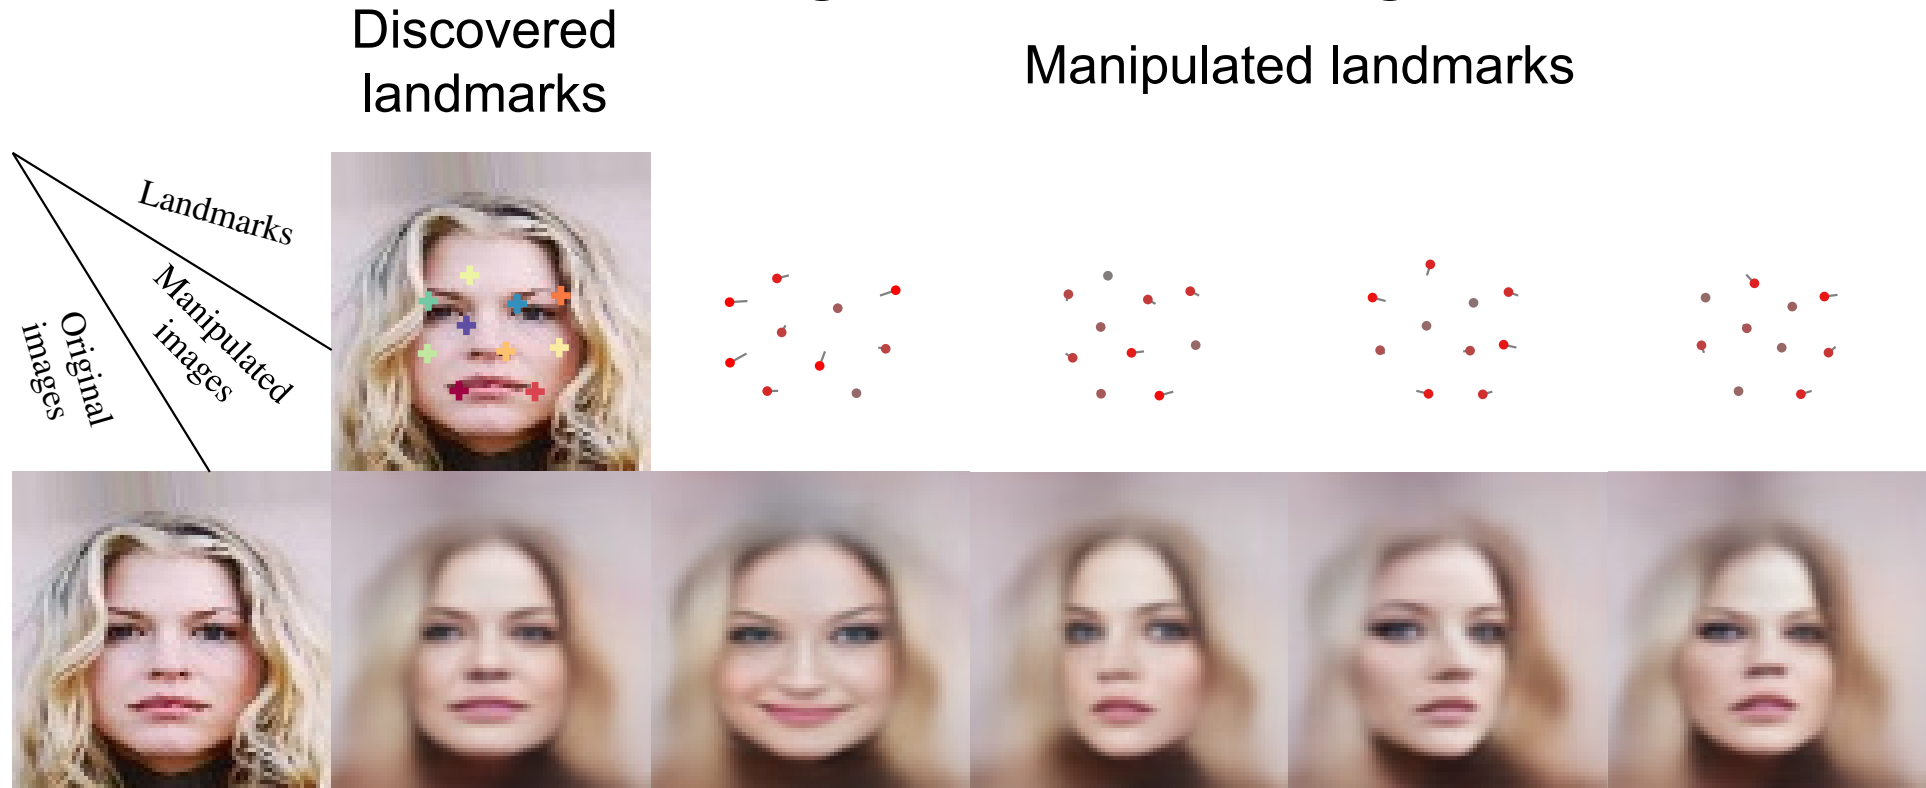 Discovered
landmarks
Manipulated landmarks
Landmarks
Manipulated
images
Original
images